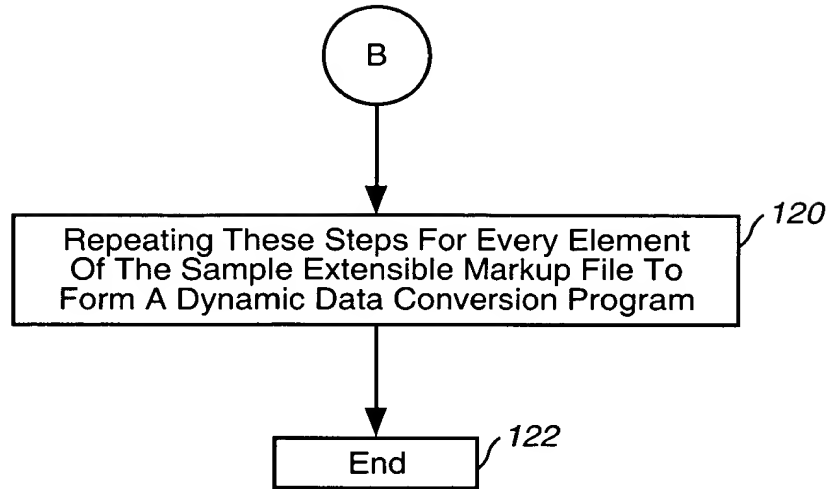 B
120
Repeating These Steps For Every Element
Of The Sample Extensible Markup File To
Form A Dynamic Data Conversion Program
122
End